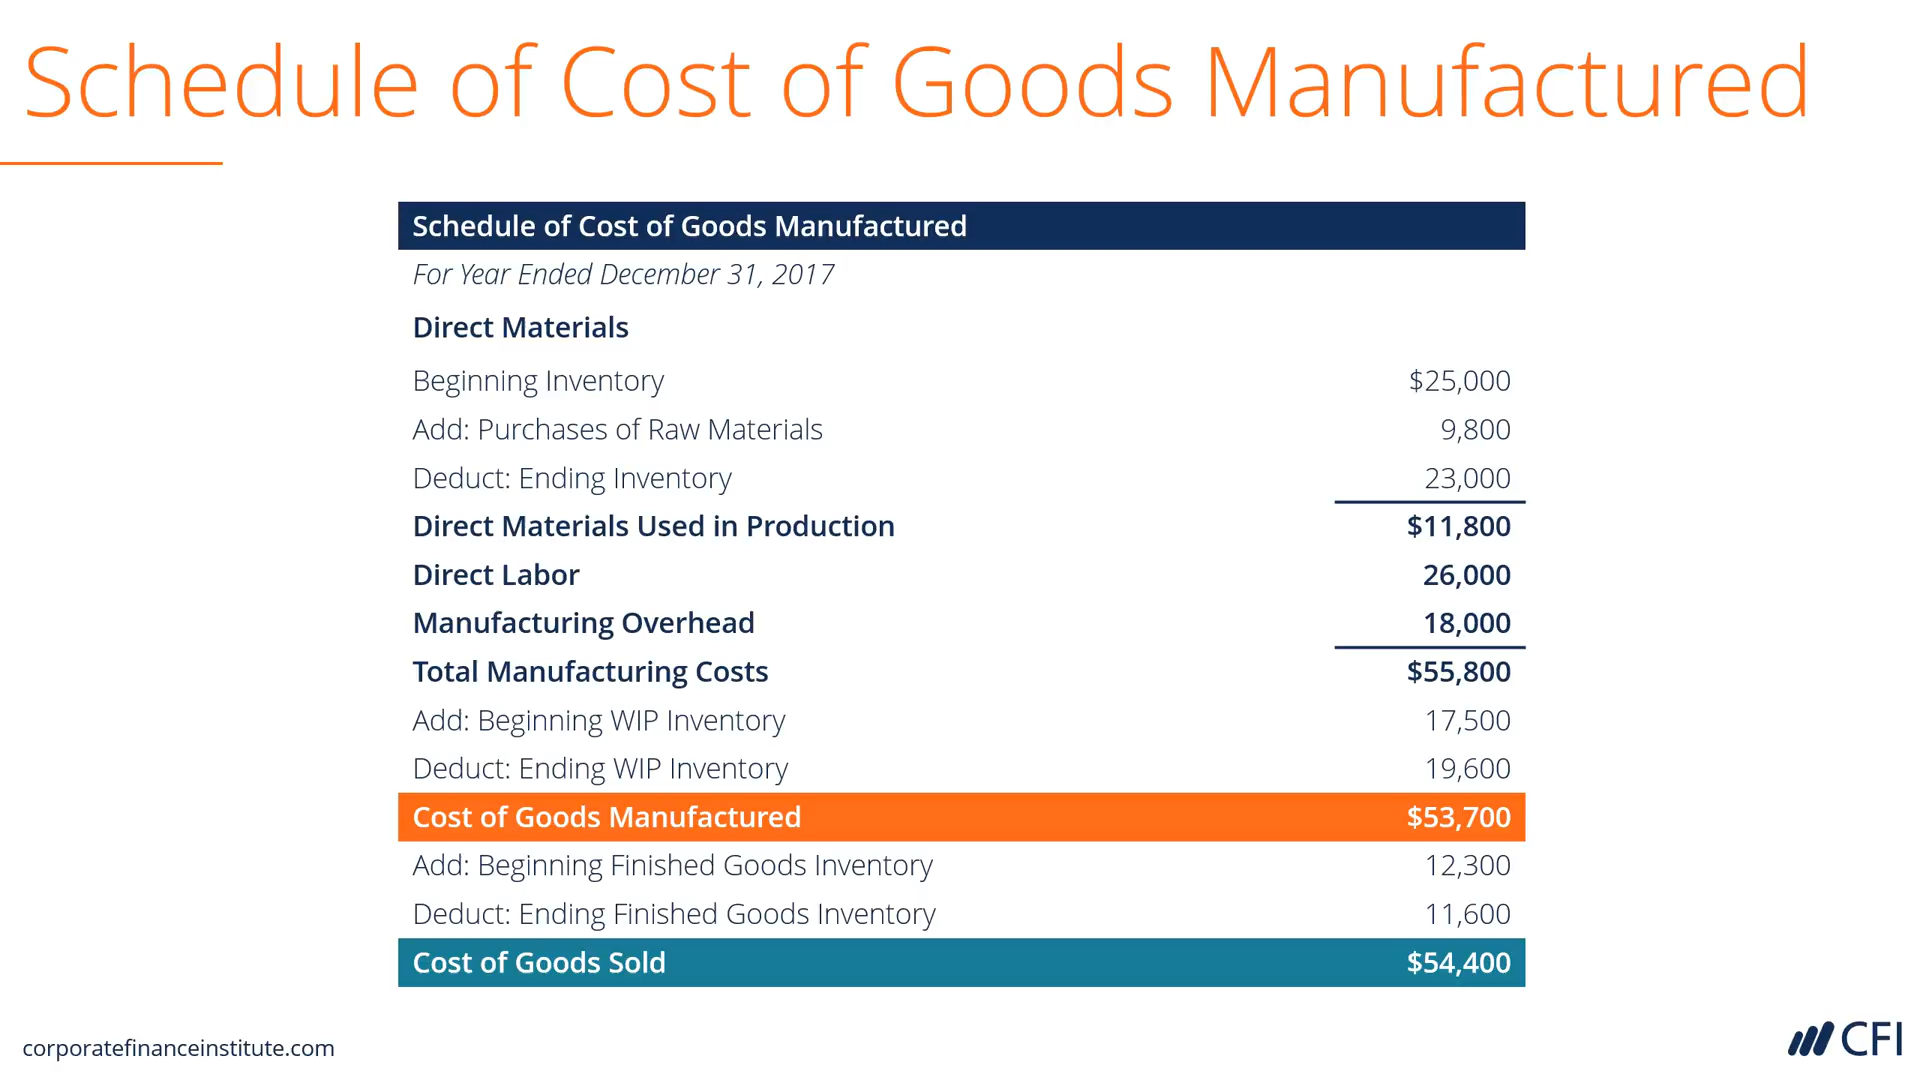 Schedule of Cost of Goods Manufactured
Schedule of Cost of Goods Manufactured
For Year Ended December 31, 2017
Direct Materials
Beginning Inventory $25,000
Add: Purchases of Raw Materials 9,800
Deduct: Ending Inventory 23,000
Direct Materials Used in Production $11,800
Direct Labor 26,000
Manufacturing Overhead 18,000
Total Manufacturing Costs $55,800
Add: Beginning WIP Inventory 17,500
Deduct: Ending WIP Inventory 19,600
Cost of Goods Manufactured $53,700
Add: Beginning Finished Goods Inventory 12,300
Deduct: Ending Finished Goods Inventory 11,600
Cost of Goods Sold $54,400
corporatefinanceinstitute.com
CFI